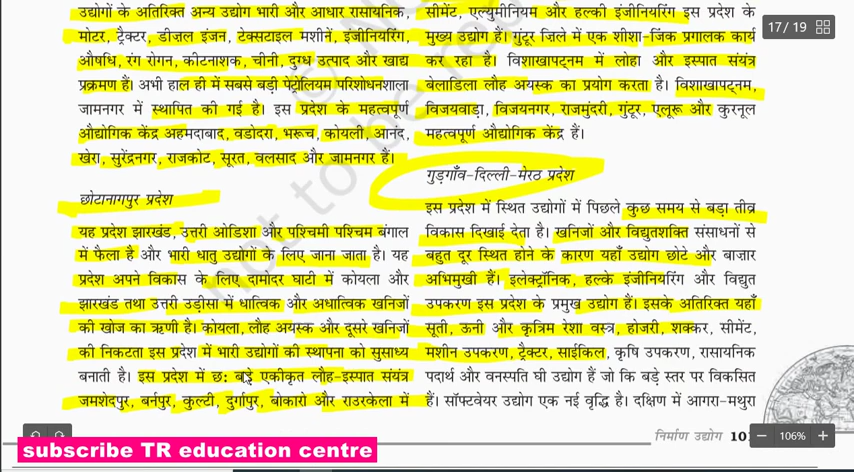 उद्योगों के अतिरिक्त अन्य उद्योग भारी और आधार रासायनिक,
मोटर, ट्रैक्टर, डीज़ल इंजन, टेक्सटाइल मशीनें, इंजीनियरिंग,
औषधि, रंग रोगन, कीटनाशक, चीनी, दुग्ध उत्पाद और खाद्य
प्रक्रमण हैं। अभी हाल ही में सबसे बड़ी पेट्रोलियम परिशोधनशाला
जामनगर में स्थापित की गई है। इस प्रदेश के महत्वपूर्ण
औद्योगिक केंद्र अहमदाबाद, वडोदरा, भरूच, कोयली, आनंद,
खेरा, सुरेंद्रनगर, राजकोट, सूरत, वलसाद और जामनगर हैं।
छोटानागपुर प्रदेश
यह प्रदेश झारखंड, उत्तरी ओडिशा और पश्चिमी पश्चिम बंगाल
में फैला है और भारी धातु उद्योगों के लिए जाना जाता है। यह
प्रदेश अपने विकास के लिए दामोदर घाटी में कोयला और
झारखंड तथा उत्तरी उड़ीसा में धात्विक और अधात्विक खनिजों
की खोज का ऋणी है। कोयला, लौह अयस्क और दूसरे खनिजों
की निकटता इस प्रदेश में भारी उद्योगों की स्थापना को सुसाध्य
बनाती है। इस प्रदेश में छ: बड़े एकीकृत लौह-इस्पात संयंत्र
जमशेदपुर, बर्नपुर, कुल्टी, दुर्गापुर, बोकारो और राउरकेला में
सीमेंट, एल्युमीनिअम और हल्की इंजीनियरिंग इस प्रदेश के
मुख्य उद्योग हैं। गुंटूर ज़िले में एक शीशा-जिंक प्रगालक कार्य
कर रहा है। विशाखापट्नम में लोहा और इस्पात संयंत्र
बेलाडिला लौह अयस्क का प्रयोग करता है। विशाखापट्नम,
विजयवाड़ा, विजयनगर, राजमुंदरी, गुंटूर, एलूरू और कुरनूल
महत्वपूर्ण औद्योगिक केंद्र हैं।
गुड़गाँव-दिल्ली-मेरठ प्रदेश
इस प्रदेश में स्थित उद्योगों में पिछले कुछ समय से बड़ा तीव्र
विकास दिखाई देता है। खनिजों और विद्युतशक्ति संसाधनों से
बहुत दूर स्थित होने के कारण यहाँ उद्योग छोटे और बाज़ार
अभिमुखी हैं। इलेक्ट्रॉनिक, हल्के इंजीनियरिंग और विद्युत
उपकरण इस प्रदेश के प्रमुख उद्योग हैं। इसके अतिरिक्त यहाँ
सूती, ऊनी और कृत्रिम रेशा वस्त्र, होजरी, शक्कर, सीमेंट,
मशीन उपकरण, ट्रैक्टर, साईकिल, कृषि उपकरण, रासायनिक
पदार्थ और वनस्पति घी उद्योग हैं जो कि बड़े स्तर पर विकसित
हैं। सॉफ्टवेयर उद्योग एक नई वृद्धि है। दक्षिण में आगरा-मथुरा
17/19
not to be re
निर्माण उद्योग 10
106%
subscribe TR education centre